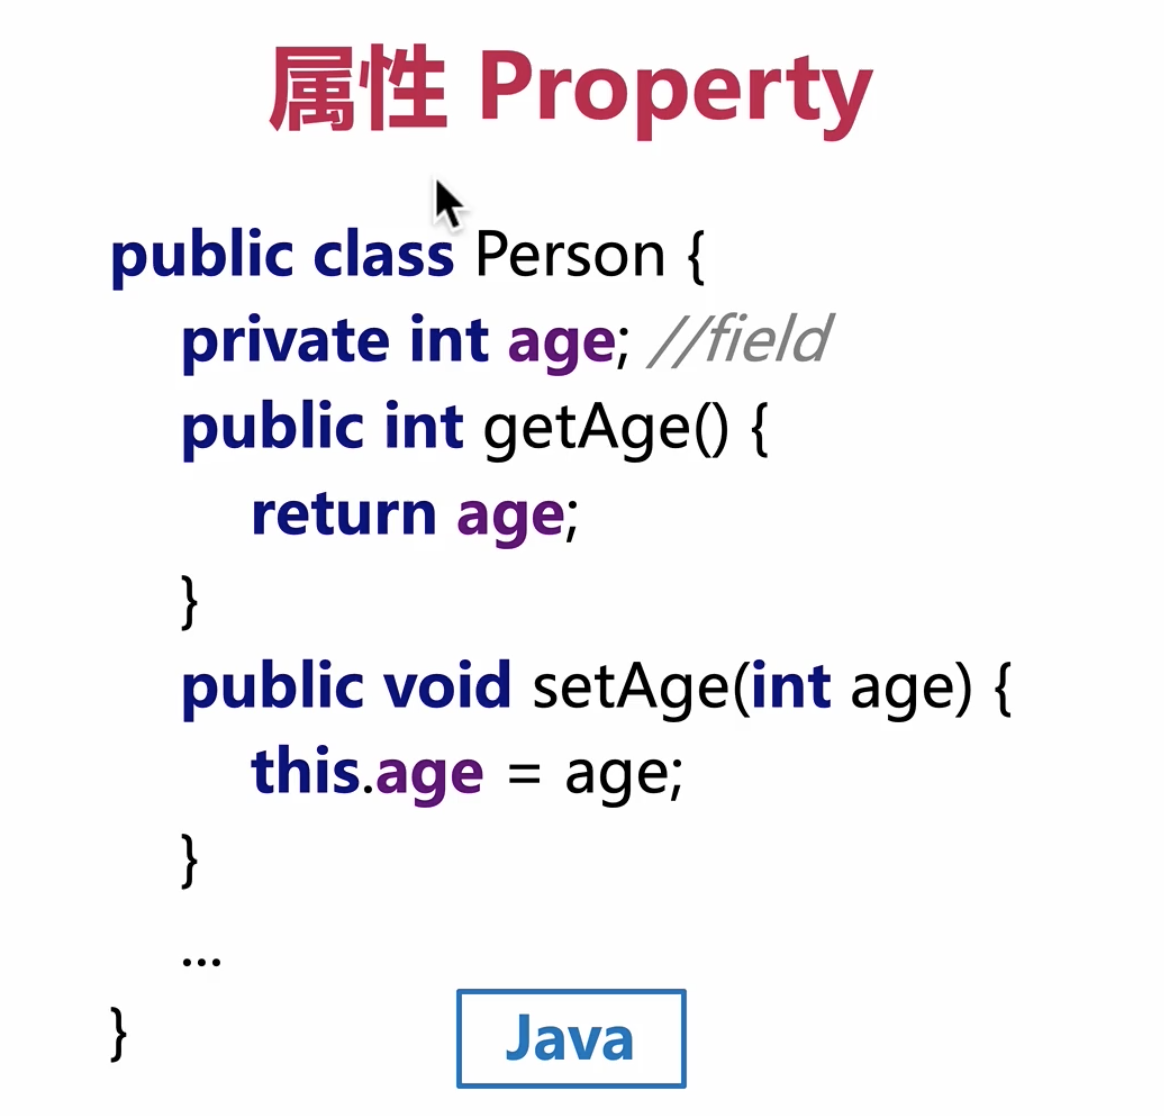 属性 Property
public class Person {
private int age; //field
public int getAge() {
return age;
}
public void setAge(int age) {
this.age = age;
}
...
}
Java